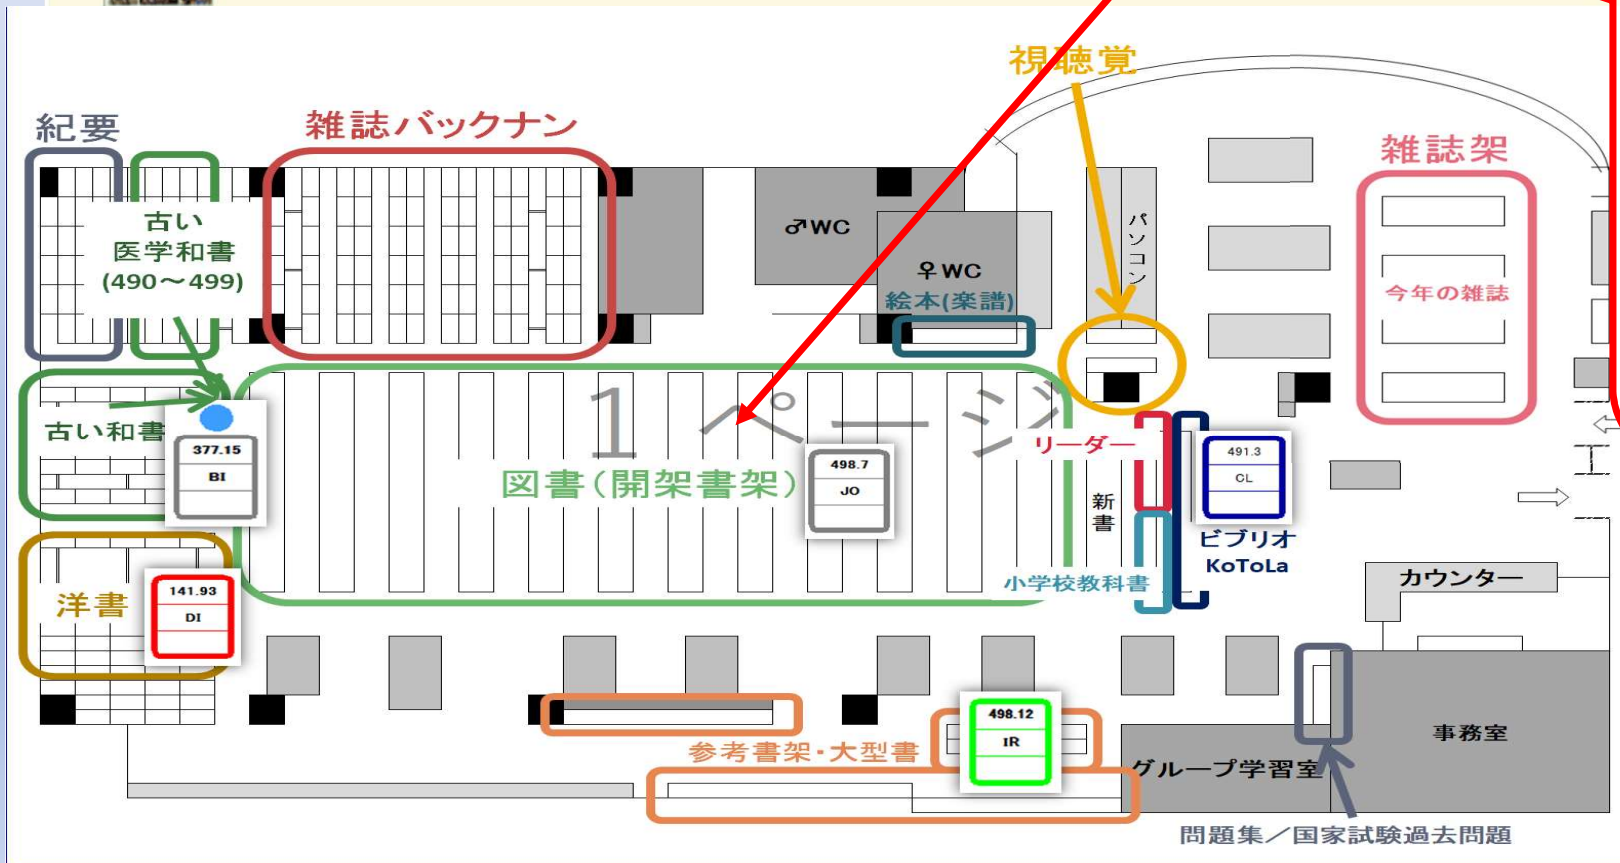 視聴覚
紀要
雑誌バックナン
雑誌架
古い
医学和書
(490～499)
♂WC
♀WC
絵本(楽譜)
パソコン
今年の雑誌
1 ページ
古い和書
377.15
BI
図書(開架書架)
498.7
JO
リーダー
新書
491.3
CL
ビブリオ
KoToLa
小学校教科書
カウンター
洋書
141.93
DI
参考書架・大型書
498.12
IR
グループ学習室
事務室
問題集／国家試験過去問題